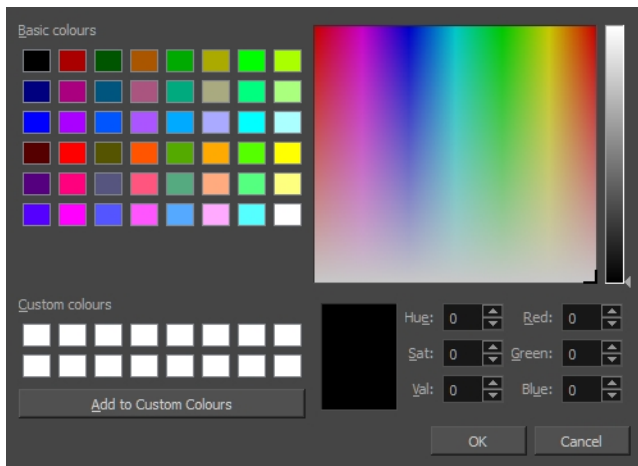 Basic colours
Custom colours
Add to Custom Colours
Hue: 0 Red: 0
Sat: 0 Green: 0
Val: 0 Blue: 0
OK Cancel